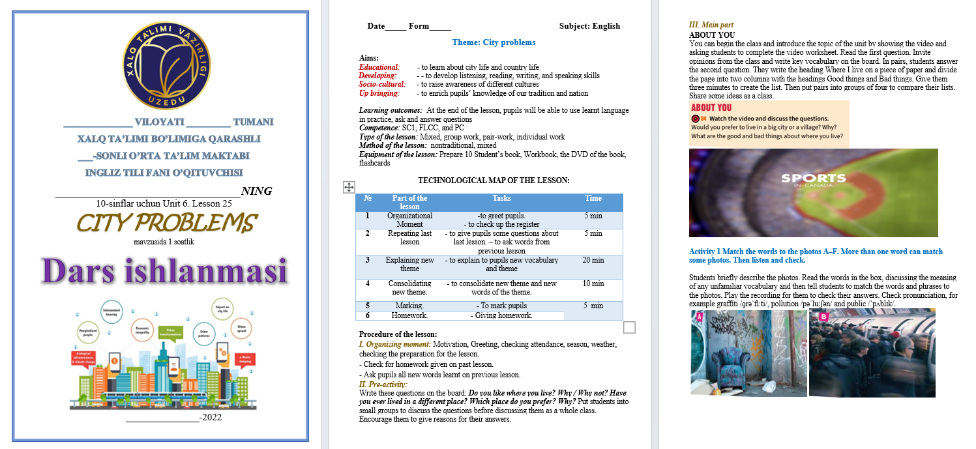 XALQ TA'LIMI VAZIRLIGI
UZEDU
_____________ VILOYATI ________ TUMANI
XALQ TA'LIMI BO'LIMIGA QARASHLI
___-SONLI O'RTA TA'LIM MAKTABI
INGLIZ TILI FANI O'QITUVCHISI
_____________________________NING
10-sinflar uchun Unit 6. Lesson 25
CITY PROBLEMS
mavzusida 1 soatlik
Dars ishlanmasi
________________-2022
Date_____ Form_____ Subject: English
Theme: City problems
Aims:
Educational: - to learn about city life and country life
Developing: - - to develop listening, reading, writing, and speaking skills
Socio-cultural: - to raise awareness of different cultures
Up bringing: - to enrich pupils' knowledge of our tradition and nation
Learning outcomes: At the end of the lesson, pupils will be able to use learnt language
in practice, ask and answer questions
Competence: SC1, FLCC, and PC
Type of the lesson: Mixed, group work, pair-work, individual work
Method of the lesson: nontraditional, mixed
Equipment of the lesson: Prepare 10 Student's book, Workbook, the DVD of the book,
flashcards
TECHNOLOGICAL MAP OF THE LESSON:
№ Part of the lesson Tasks Time
1 Organizational Moment -to greet pupils. - to check up the register 5 min
2 Repeating last lesson - to give pupils some questions about last lesson. – to ask words from previous lesson 5 min
3 Explaining new theme - to explain to pupils new vocabulary and theme 20 min
4 Consolidating new theme. - to consolidate new theme and new words of the theme. 10 min
5 Marking. - To mark pupils 5 min
6 Homework. - Giving homework.
Procedure of the lesson:
I. Organizing moment: Motivation, Greeting, checking attendance, season, weather,
checking the preparation for the lesson.
- Check for homework given on past lesson.
- Ask pupils all new words learnt on previous lesson.
II. Pre-activity:
Write these questions on the board: Do you like where you live? Why / Why not? Have
you ever lived in a different place? Which place do you prefer? Why? Put students into
small groups to discuss the questions before discussing them as a whole class.
Encourage them to give reasons for their answers.
III. Main part
ABOUT YOU
You can begin the class and introduce the topic of the unit by showing the video and
asking students to complete the video worksheet. Read the first question. Invite
opinions from the class and write key vocabulary on the board. In pairs, students answer
the second question. They write the heading Where I live on a piece of paper and divide
the page into two columns with the headings Good things and Bad things. Give them
three minutes to create the list. Then put pairs into groups of four to compare their lists.
Share some ideas as a class.
ABOUT YOU
04 Watch the video and discuss the questions.
Would you prefer to live in a big city or a village? Why?
What are the good and bad things about where you live?
SPORTS
IN CANADA
Activity 1 Match the words to the photos A–F. More than one word can match
some photos. Then listen and check.
Students briefly describe the photos. Read the words in the box, discussing the meaning
of any unfamiliar vocabulary and then tell students to match the words and phrases to
the photos. Play the recording for them to check their answers. Check pronunciation, for
example graffiti /ɡrəˈfiːti/, pollution /pəˈluːʃən/ and public /ˈpʌblɪk/.
A
B